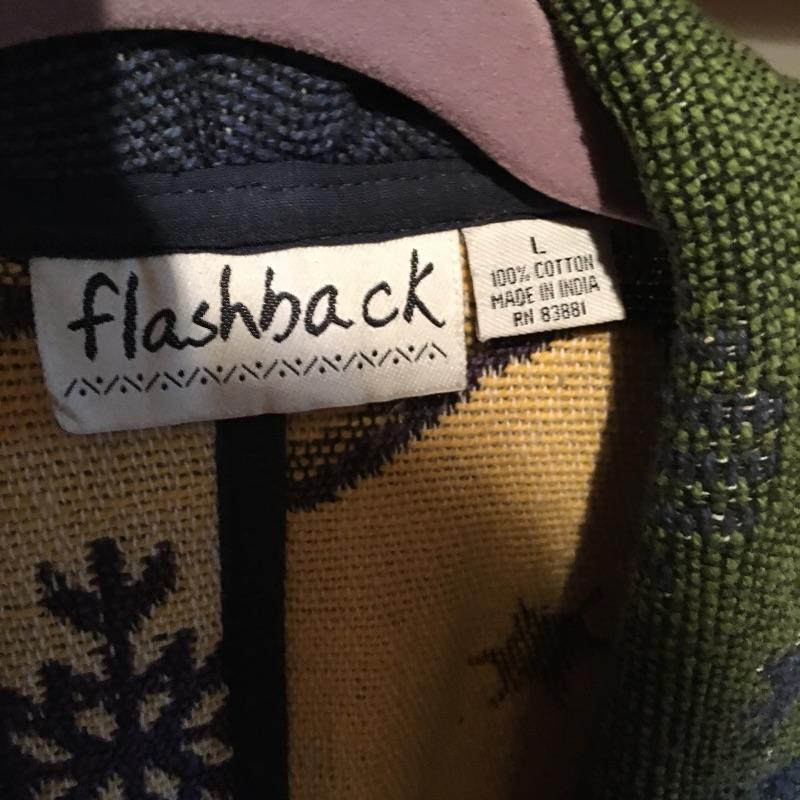 flashback
L
100% COTTON
MADE IN INDIA
RN 83881